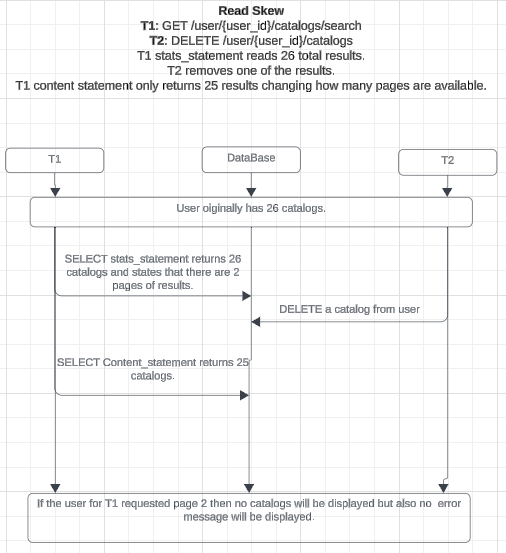 Read Skew
T1: GET /user/{user_id}/catalogs/search
T2: DELETE /user/{user_id}/catalogs
T1 stats_statement reads 26 total results.
T2 removes one of the results.
T1 content statement only returns 25 results changing how many pages are available.
T1
DataBase
T2
User olginally has 26 catalogs.
SELECT stats_statement returns 26
catalogs and states that there are 2
pages of results.
DELETE a catalog from user
SELECT Content_statement returns 25
catalogs.
If the user for T1 requested page 2 then no catalogs will be displayed but also no error
message will be displayed.